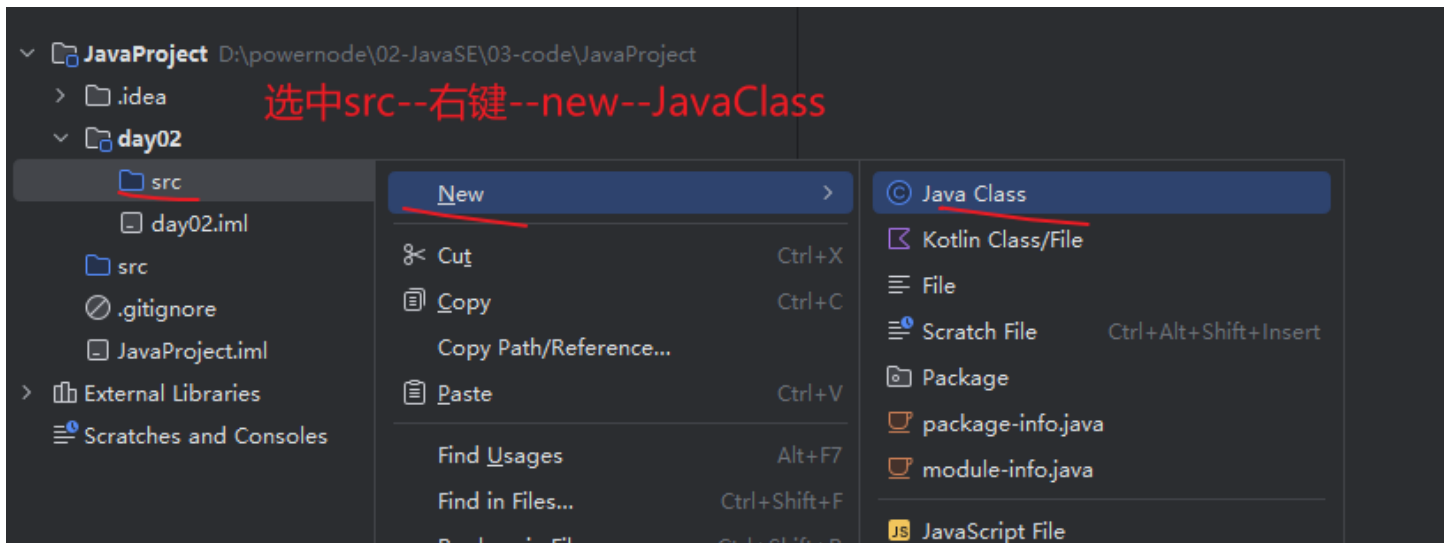 JavaProject D:\powernode\02-JavaSE\03-code\JavaProject
.idea
选中src--右键--new--JavaClass
day02
src
day02.iml
src
.gitignore
JavaProject.iml
External Libraries
Scratches and Consoles
New
Cut Ctrl+X
Copy Ctrl+C
Copy Path/Reference...
Paste Ctrl+V
Find Usages Alt+F7
Find in Files... Ctrl+Shift+F
Java Class
Kotlin Class/File
File
Scratch File Ctrl+Alt+Shift+Insert
Package
package-info.java
module-info.java
JS JavaScript File